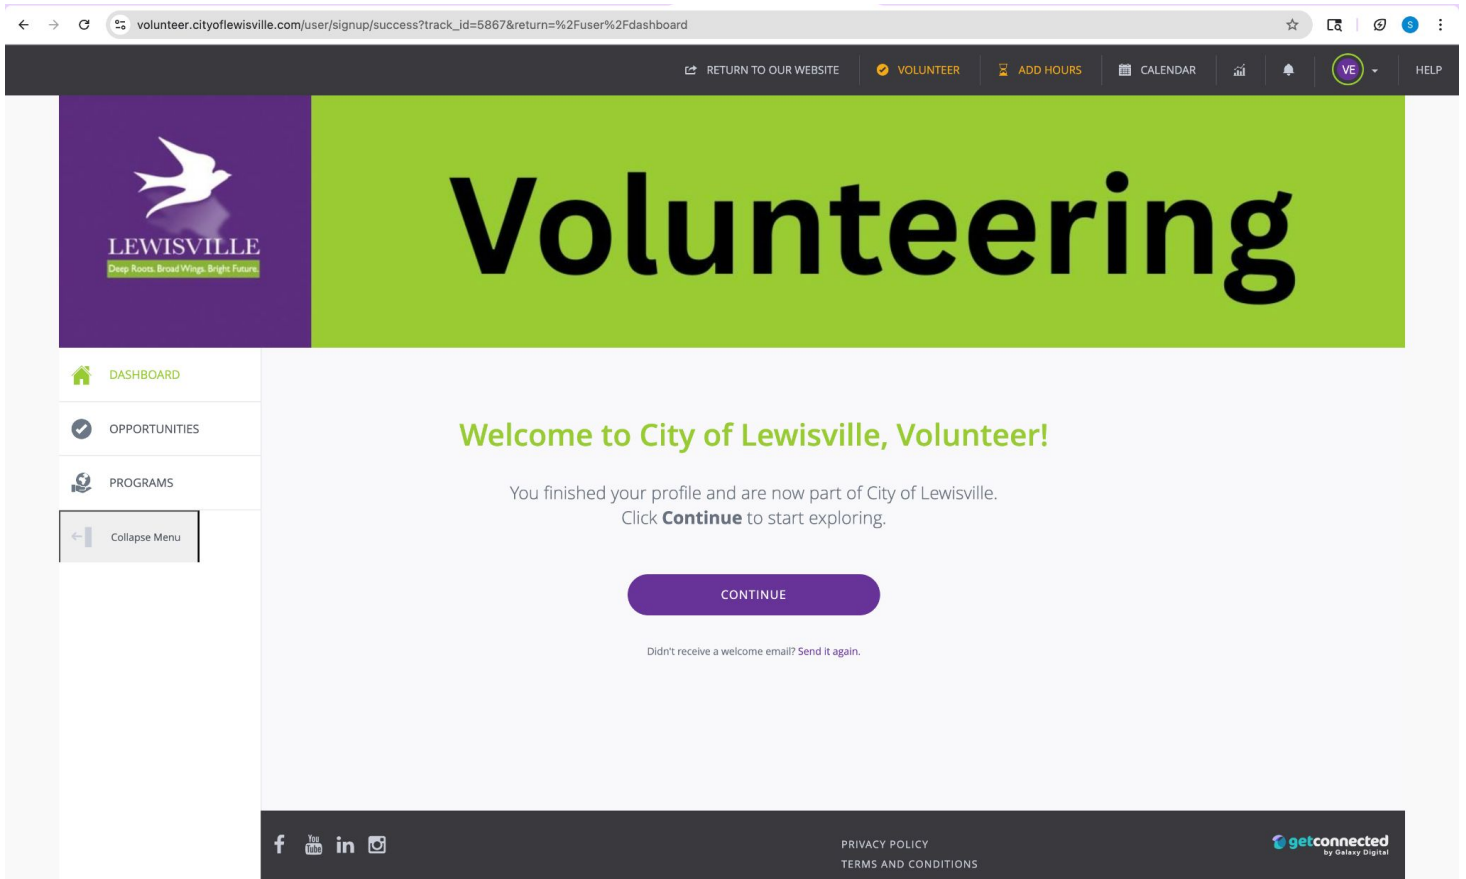 volunteer.cityoflewisville.com/user/signup/success?track_id=5867&return=%2Fuser%2Fdashboard
S
RETURN TO OUR WEBSITE
VOLUNTEER
ADD HOURS
CALENDAR
VE
HELP
LEWISVILLE
Deep Roots. Broad Wings. Bright Future.
Volunteering
DASHBOARD
OPPORTUNITIES
PROGRAMS
Collapse Menu
Welcome to City of Lewisville, Volunteer!
You finished your profile and are now part of City of Lewisville.
Click Continue to start exploring.
CONTINUE
Didn't receive a welcome email? Send it again.
f
You
Tube
in
PRIVACY POLICY
TERMS AND CONDITIONS
getconnected
by Galaxy Digital